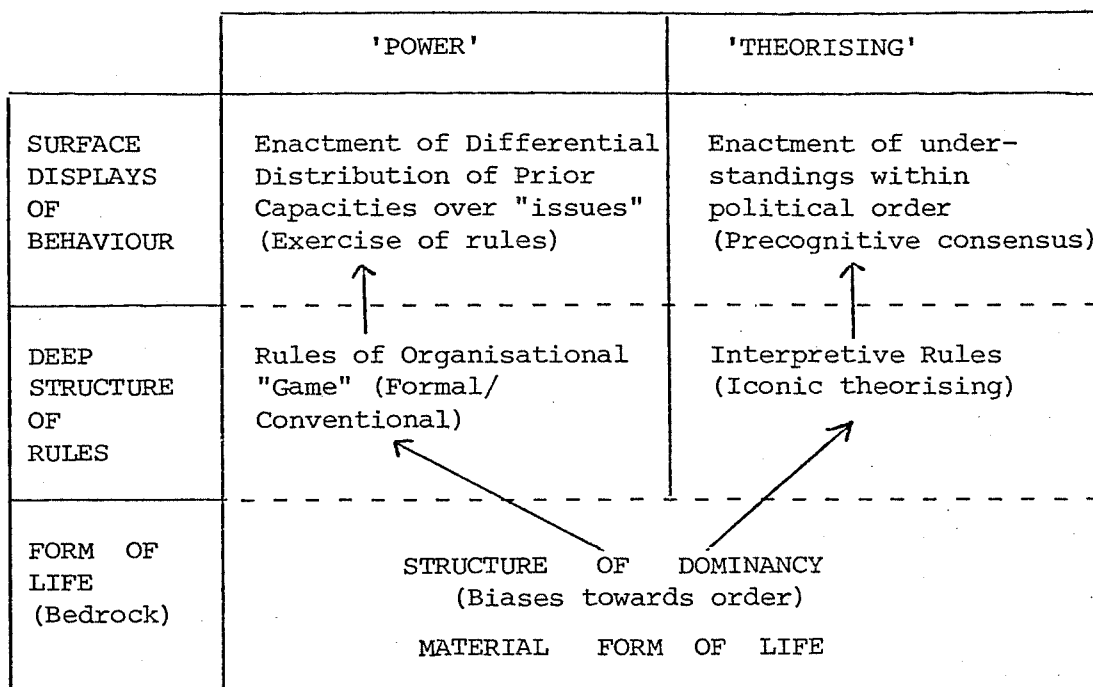 'POWER'
'THEORISING'
SURFACE
DISPLAYS
OF
BEHAVIOUR
Enactment of Differential
Distribution of Prior
Capacities over "issues"
(Exercise of rules)
Enactment of under-
standings within
political order
(Precognitive consensus)
DEEP
STRUCTURE
OF
RULES
Rules of Organisational
"Game" (Formal/
Conventional)
Interpretive Rules
(Iconic theorising)
FORM OF
LIFE
(Bedrock)
STRUCTURE OF DOMINANCY
(Biases towards order)
MATERIAL FORM OF LIFE